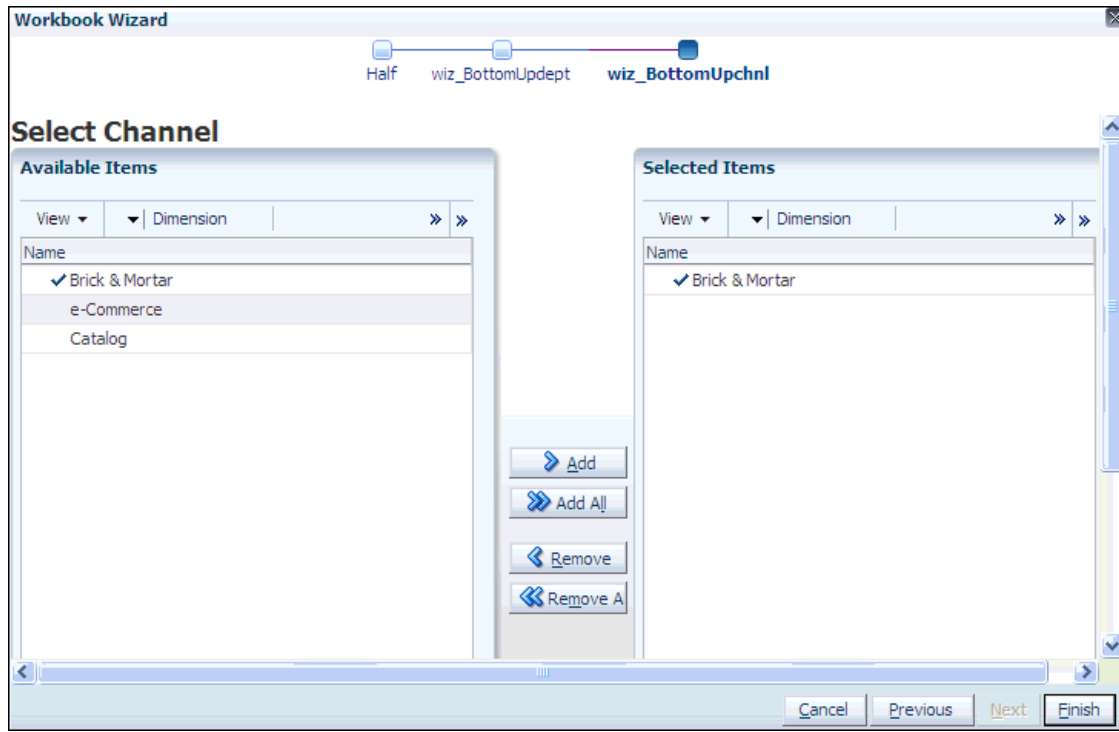 Workbook Wizard
Half wiz_BottomUpdept wiz_BottomUpchnl
Select Channel
Available Items
View Dimension
Name
Brick & Mortar
e-Commerce
Catalog
Add
Add All
Remove
Remove A
Selected Items
View Dimension
Name
Brick & Mortar
Cancel Previous Next Finish